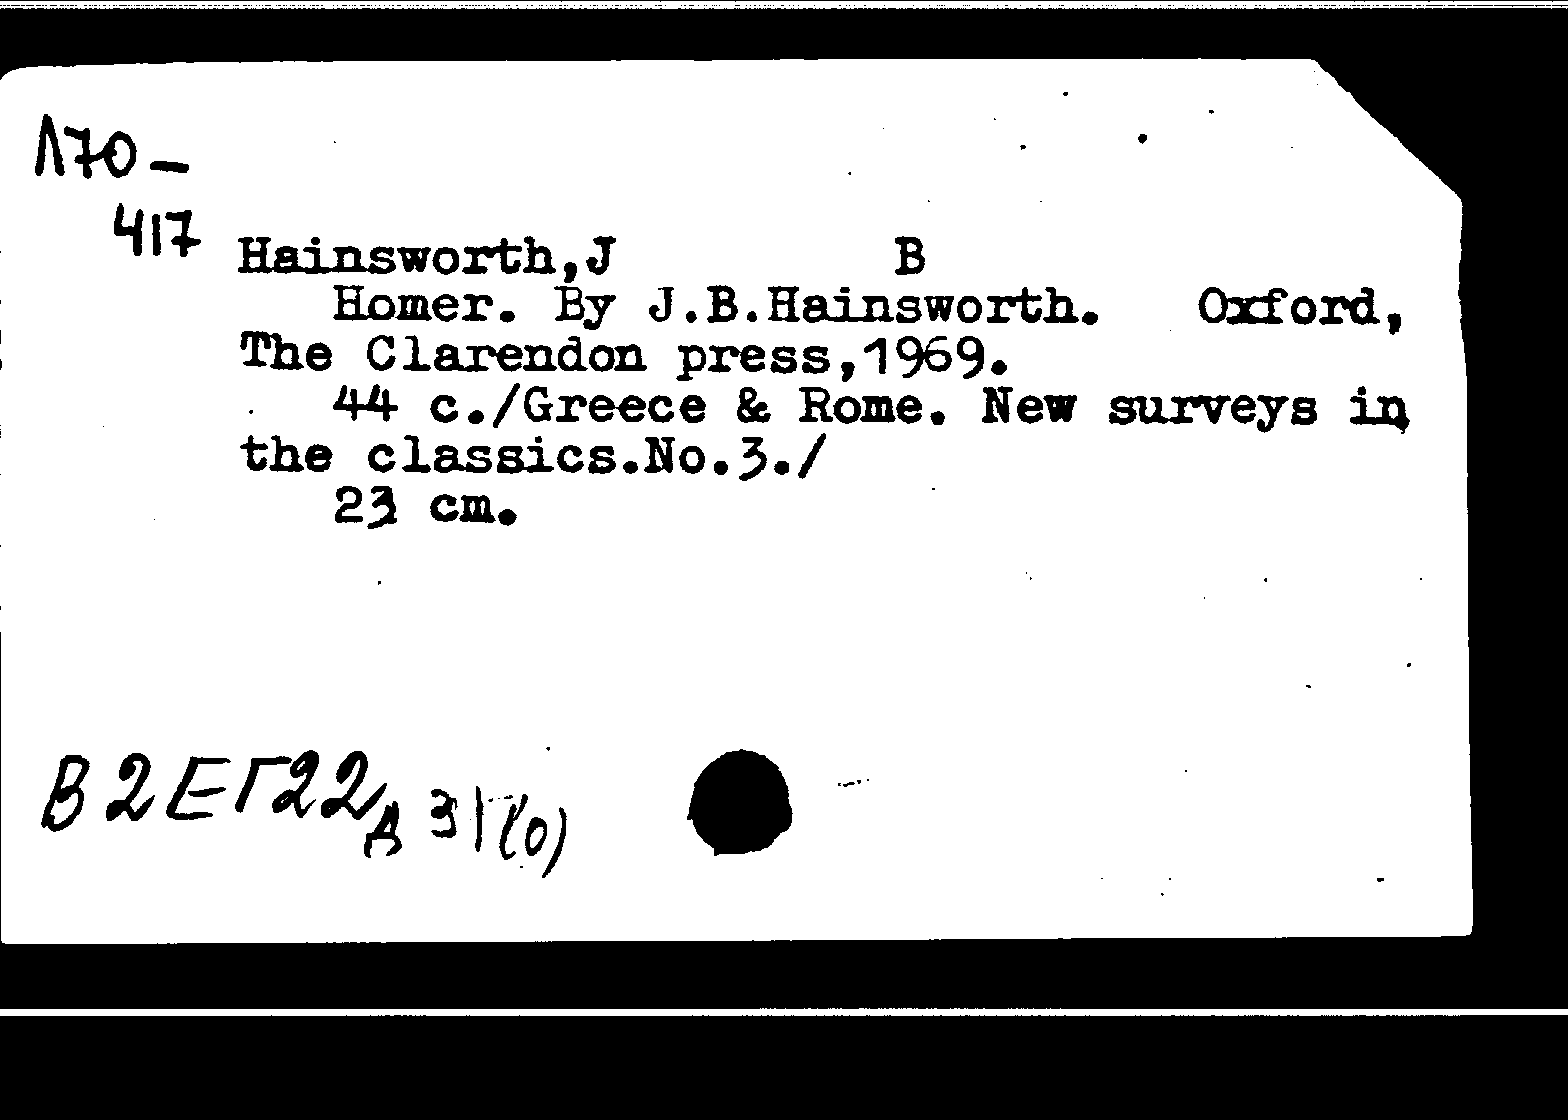 Л70-
417
Hainsworth,J B
Homer. By J.B.Hainsworth. Oxford,
The Clarendon press,1969.
44 c./Greece & Rome. New surveys in
the classics.No.3./
23 cm.
В2ЕГ22д31(0)